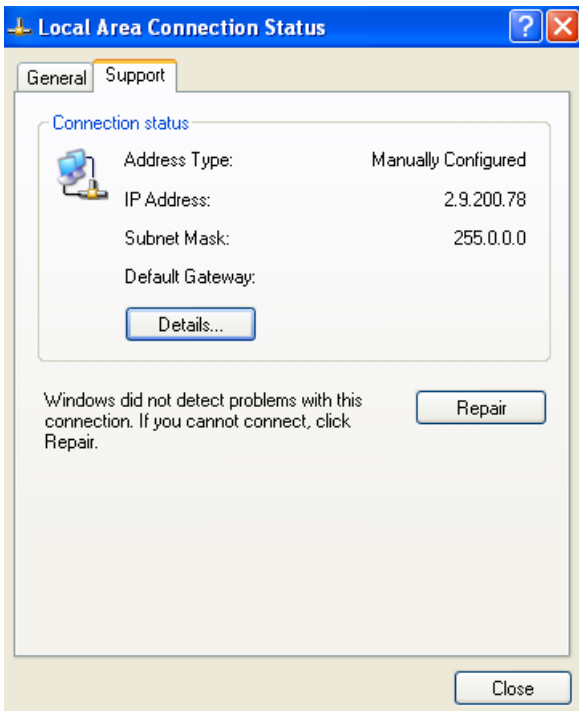 Local Area Connection Status
General Support
Connection status
Address Type: Manually Configured
IP Address: 2.9.200.78
Subnet Mask: 255.0.0.0
Default Gateway:
Details...
Windows did not detect problems with this
connection. If you cannot connect, click
Repair.
Repair
Close